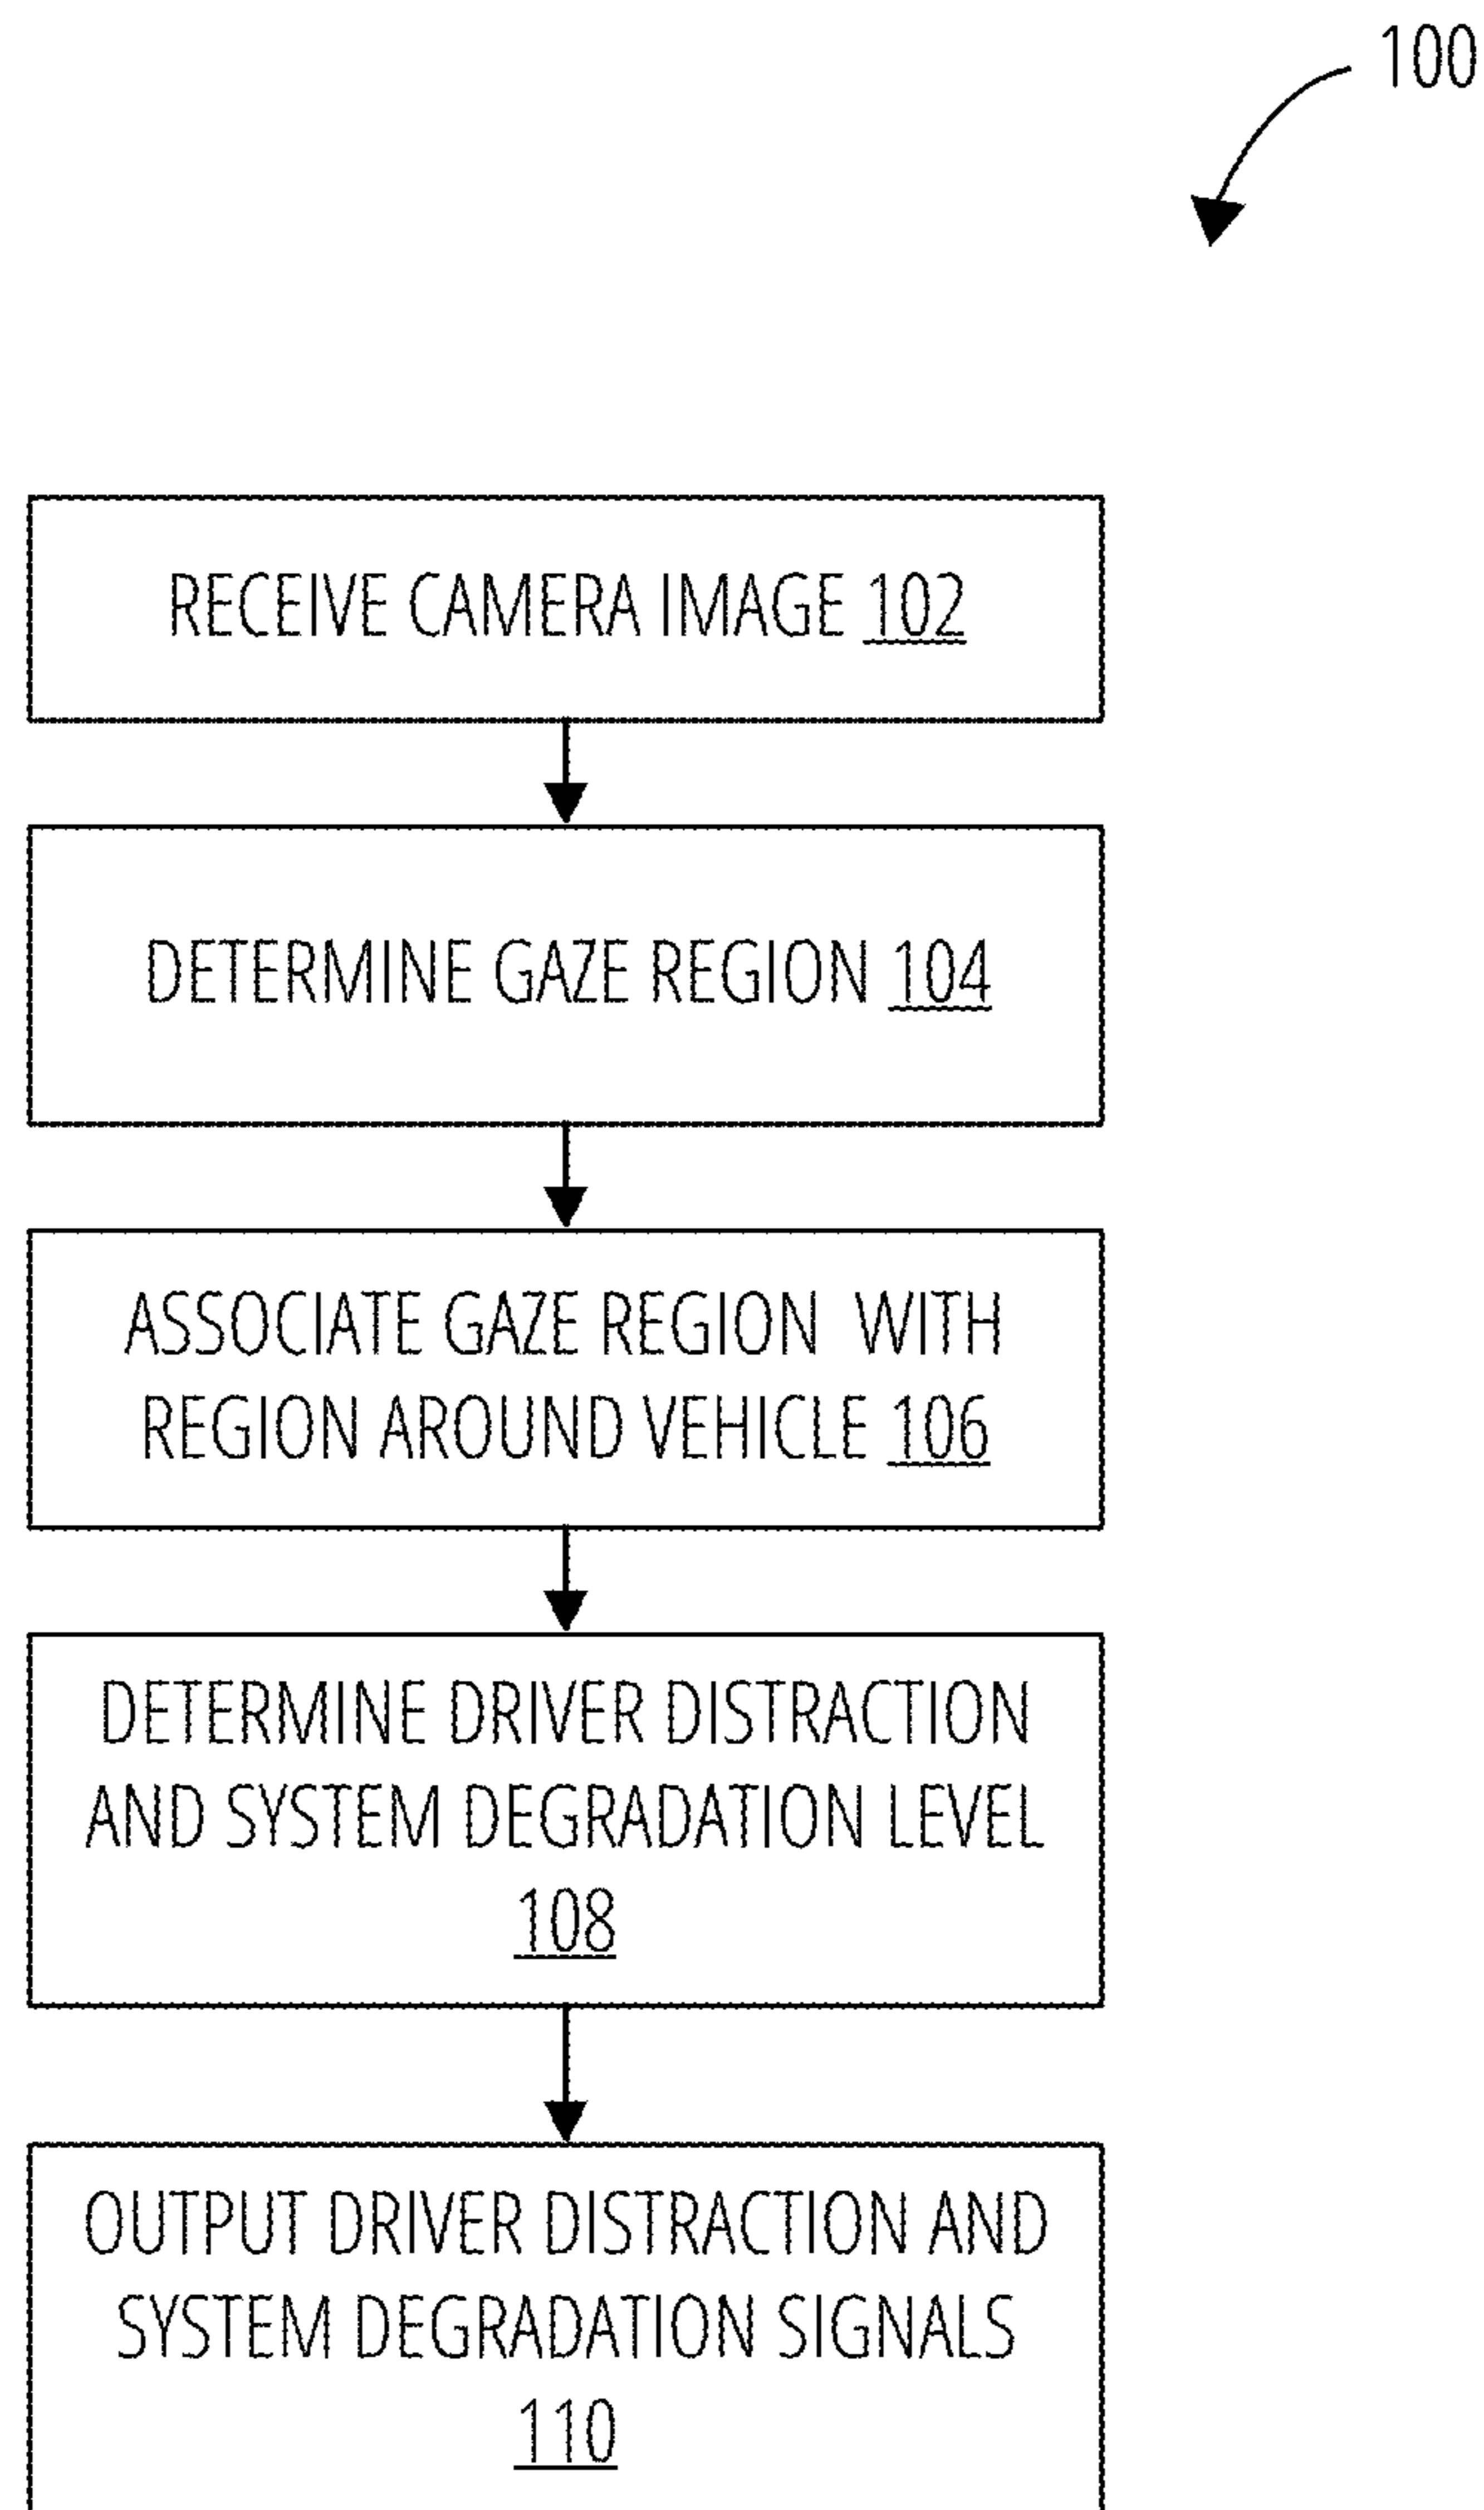 100
RECEIVE CAMERA IMAGE 102
DETERMINE GAZE REGION 104
ASSOCIATE GAZE REGION WITH
REGION AROUND VEHICLE 106
DETERMINE DRIVER DISTRACTION
AND SYSTEM DEGRADATION LEVEL
108
OUTPUT DRIVER DISTRACTION AND
SYSTEM DEGRADATION SIGNALS
110